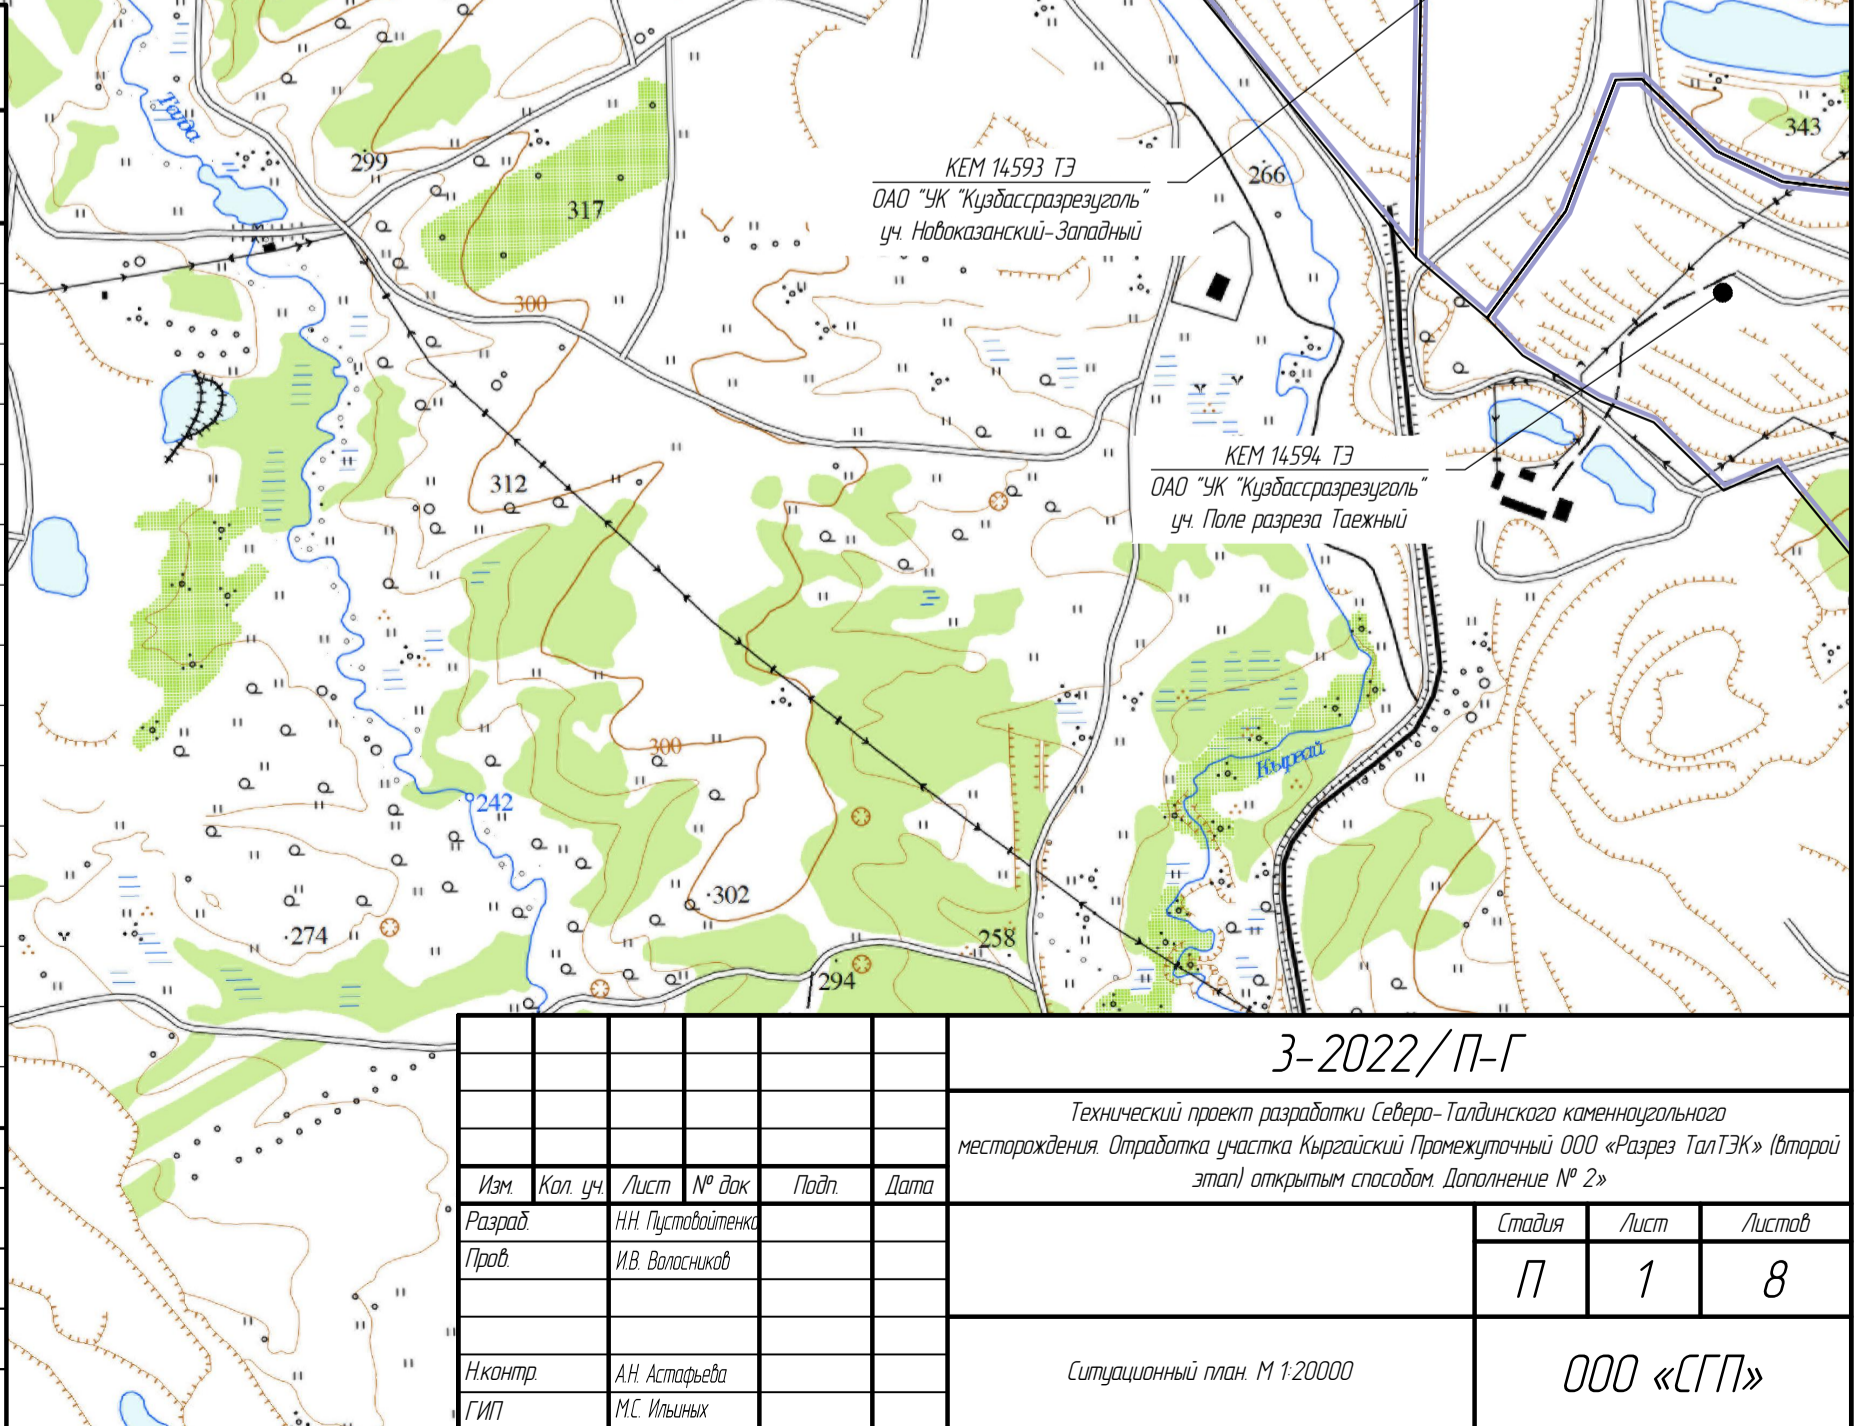 Терда
299
317
343
266
КЕМ 14593 ТЭ
ОАО "УК "Кузбассразрезуголь"
уч. Новоказанский-Западный
300
312
КЕМ 14594 ТЭ
ОАО "УК "Кузбассразрезуголь"
уч. Поле разреза Таежный
300
Кыргай
242
302
274
258
294
3-2022/П-Г
Технический проект разработки Северо-Талдинского каменноугольного
месторождения. Отработка участка Кыргайский Промежуточный ООО «Разрез ТалТЭК» (второй
этап) открытым способом. Дополнение № 2»
Изм. Кол. уч. Лист № док Подп. Дата
Разраб. Н.Н. Пустовойтенко
Стадия Лист Листов
Пров. И.В. Волосников
П 1 8
Н.контр. А.Н. Астафьева
Ситуационный план. М 1:20000
ООО «СГП»
ГИП М.С. Ильиных